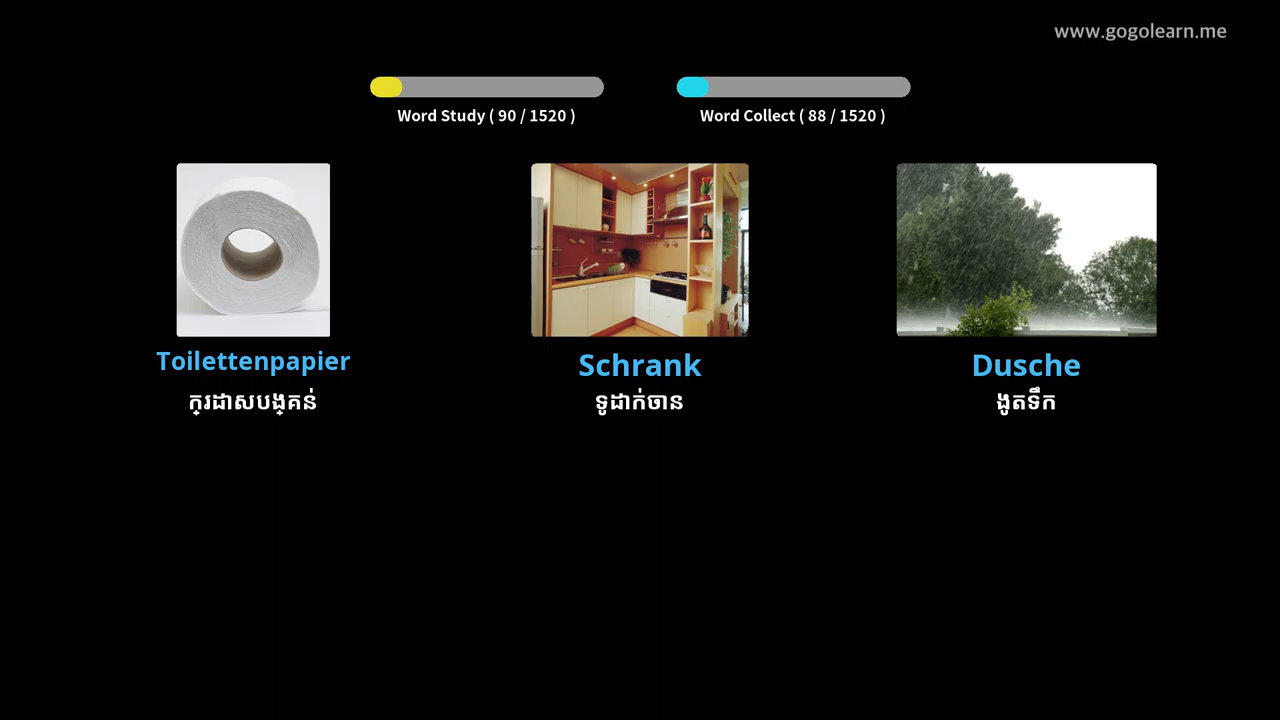 www.gogolearn.me
Word Study ( 90 / 1520 )
Word Collect ( 88 / 1520 )
Toilettenpapier
Schrank
Dusche
ក្រដាសបង្គន់
ទូដាក់ចាន
ងូតទឹក